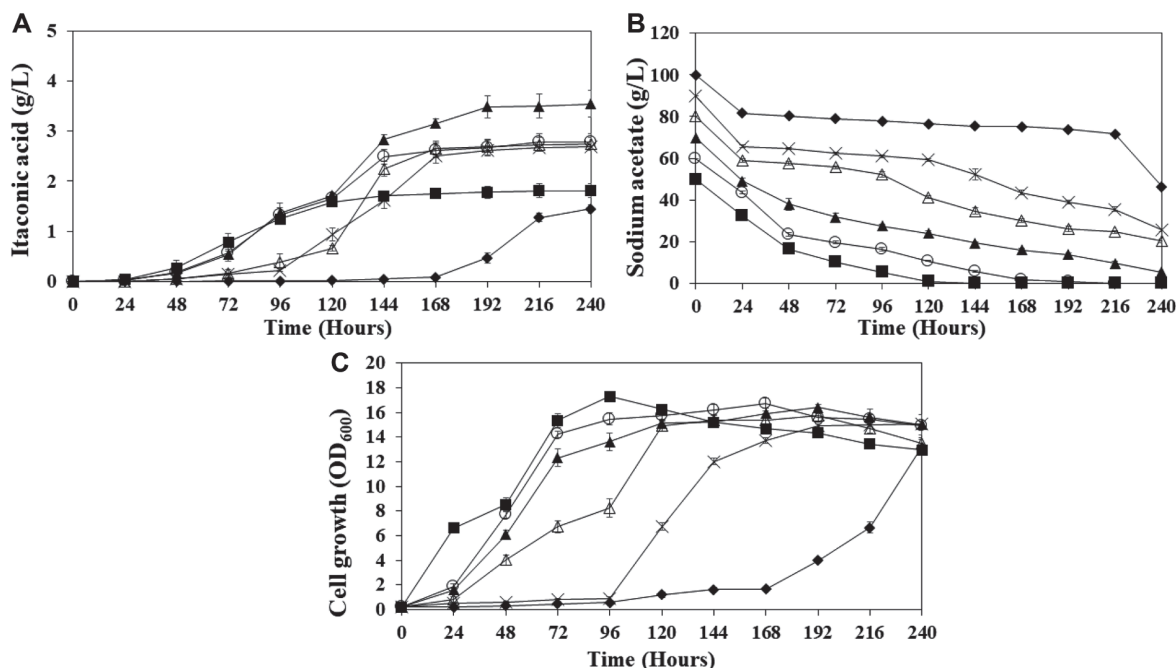 A
Itaconic acid (g/L)
5
4
3
2
1
0
0 24 48 72 96 120 144 168 192 216 240
Time (Hours)
B
Sodium acetate (g/L)
120
100
80
60
40
20
0
0 24 48 72 96 120 144 168 192 216 240
Time (Hours)
C
Cell growth (OD600)
20
18
16
14
12
10
8
6
4
2
0
0 24 48 72 96 120 144 168 192 216 240
Time (Hours)